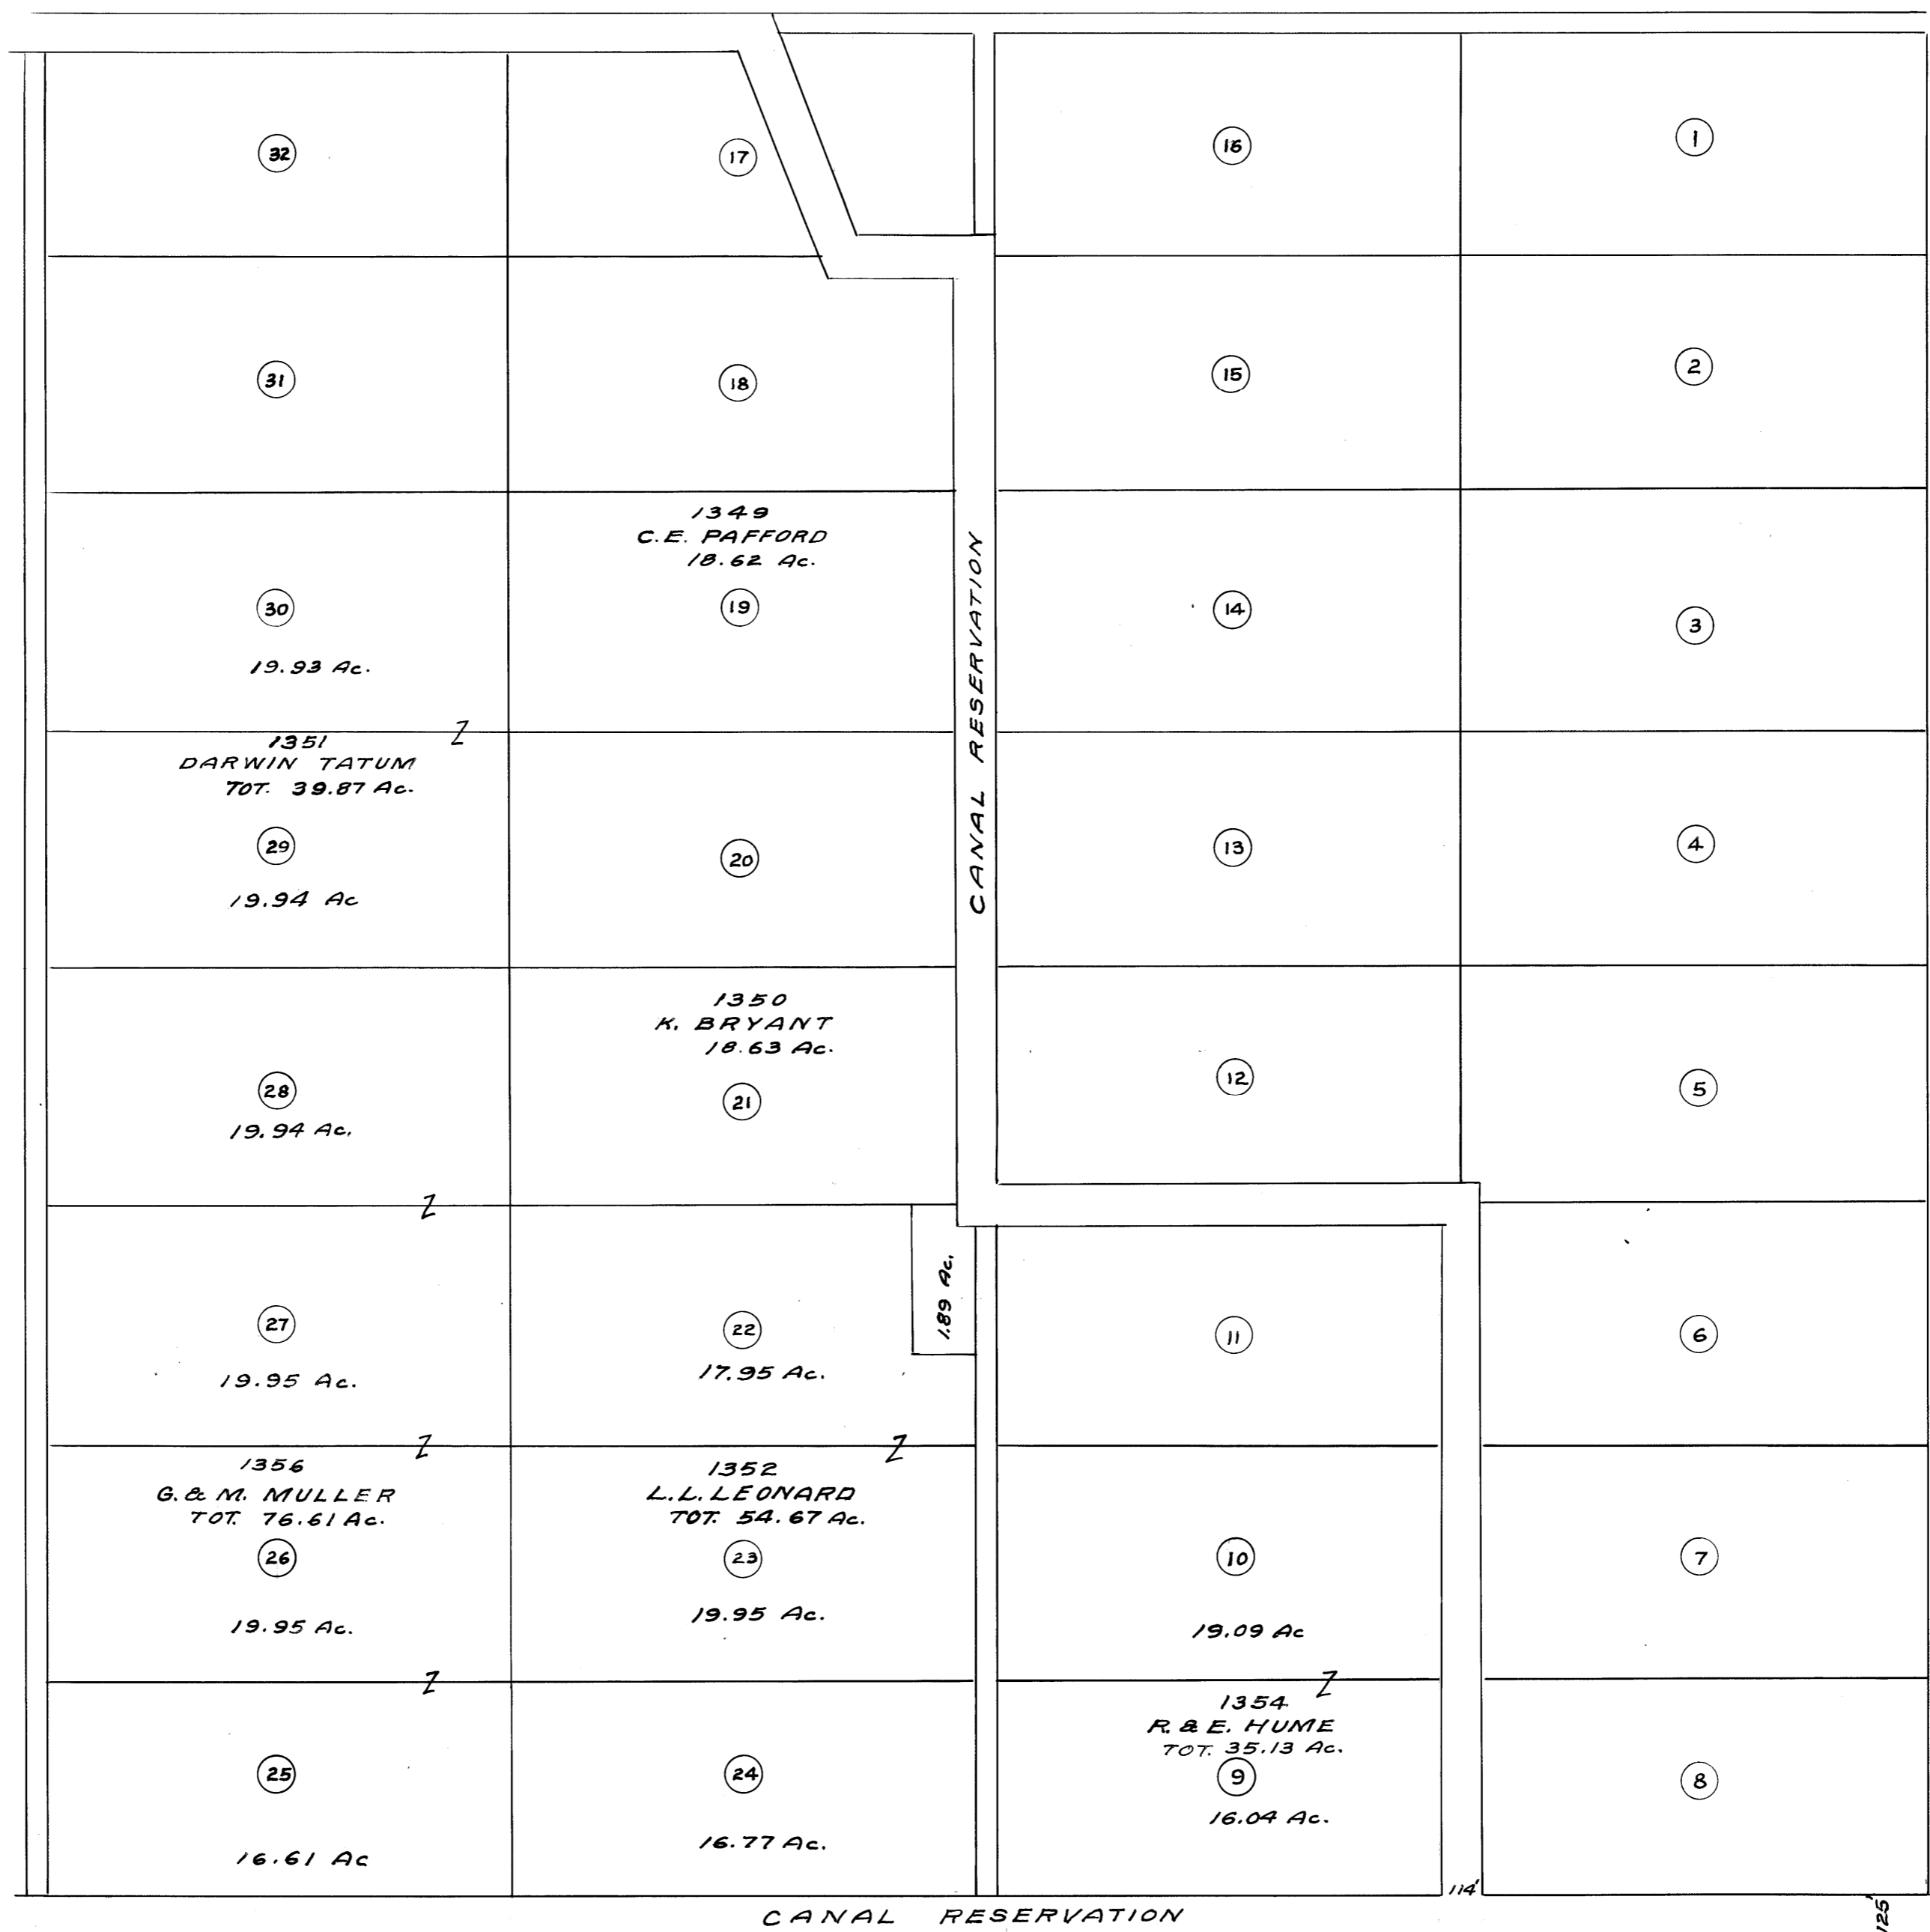 32
17
16
1
31
18
15
2
1349
C.E. PAFFORD
18.62 Ac.
30
19
14
3
19.93 Ac.
CANAL RESERVATION
1351
DARWIN TATUM
TOT. 39.87 Ac.
29
20
13
4
19.94 Ac
1350
K. BRYANT
18.63 Ac.
28
21
12
5
19.94 Ac.
1.89 Ac.
27
22
11
6
19.95 Ac.
17.95 Ac.
1356
G. & M. MULLER
TOT. 76.61 Ac.
26
19.95 Ac.
1352
L.L. LEONARD
TOT. 54.67 Ac.
23
19.95 Ac.
10
19.09 Ac
7
25
16.61 Ac
24
16.77 Ac.
1354
R. & E. HUME
TOT. 35.13 Ac.
9
16.04 Ac.
8
114'
125'
CANAL RESERVATION